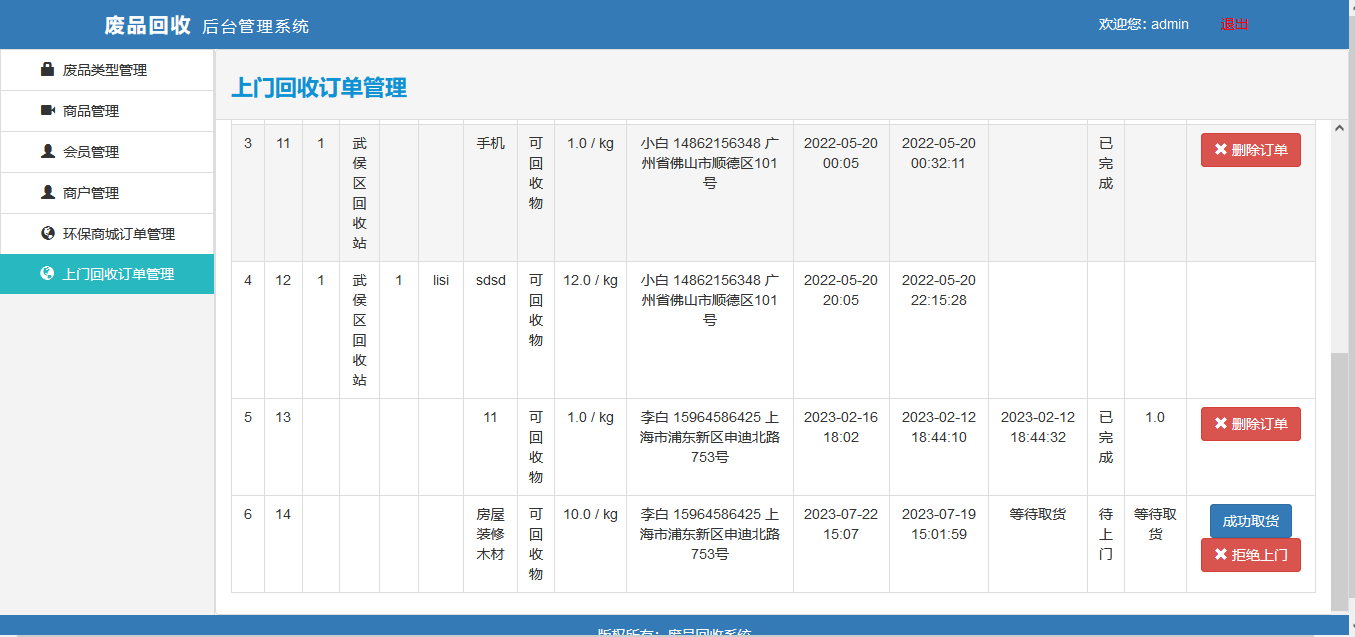 废品回收 后台管理系统 欢迎您: admin 退出
废品类型管理
商品管理
会员管理
商户管理
环保商城订单管理
上门回收订单管理
上门回收订单管理
3 11 1 武侯区回收站 手机 可回收物 1.0 / kg 小白 14862156348 广州省佛山市顺德区101号 2022-05-20 00:05 2022-05-20 00:32:11 已完成 删除订单
4 12 1 武侯区回收站 1 lisi sdsd 可回收物 12.0 / kg 小白 14862156348 广州省佛山市顺德区101号 2022-05-20 20:05 2022-05-20 22:15:28
5 13 11 可回收物 1.0 / kg 李白 15964586425 上海市浦东新区申迪北路753号 2023-02-16 18:02 2023-02-12 18:44:10 2023-02-12 18:44:32 已完成 1.0 删除订单
6 14 房屋装修木材 可回收物 10.0 / kg 李白 15964586425 上海市浦东新区申迪北路753号 2023-07-22 15:07 2023-07-19 15:01:59 等待取货 待上门 等待取货 成功取货
拒绝上门
版权所有：废品回收系统